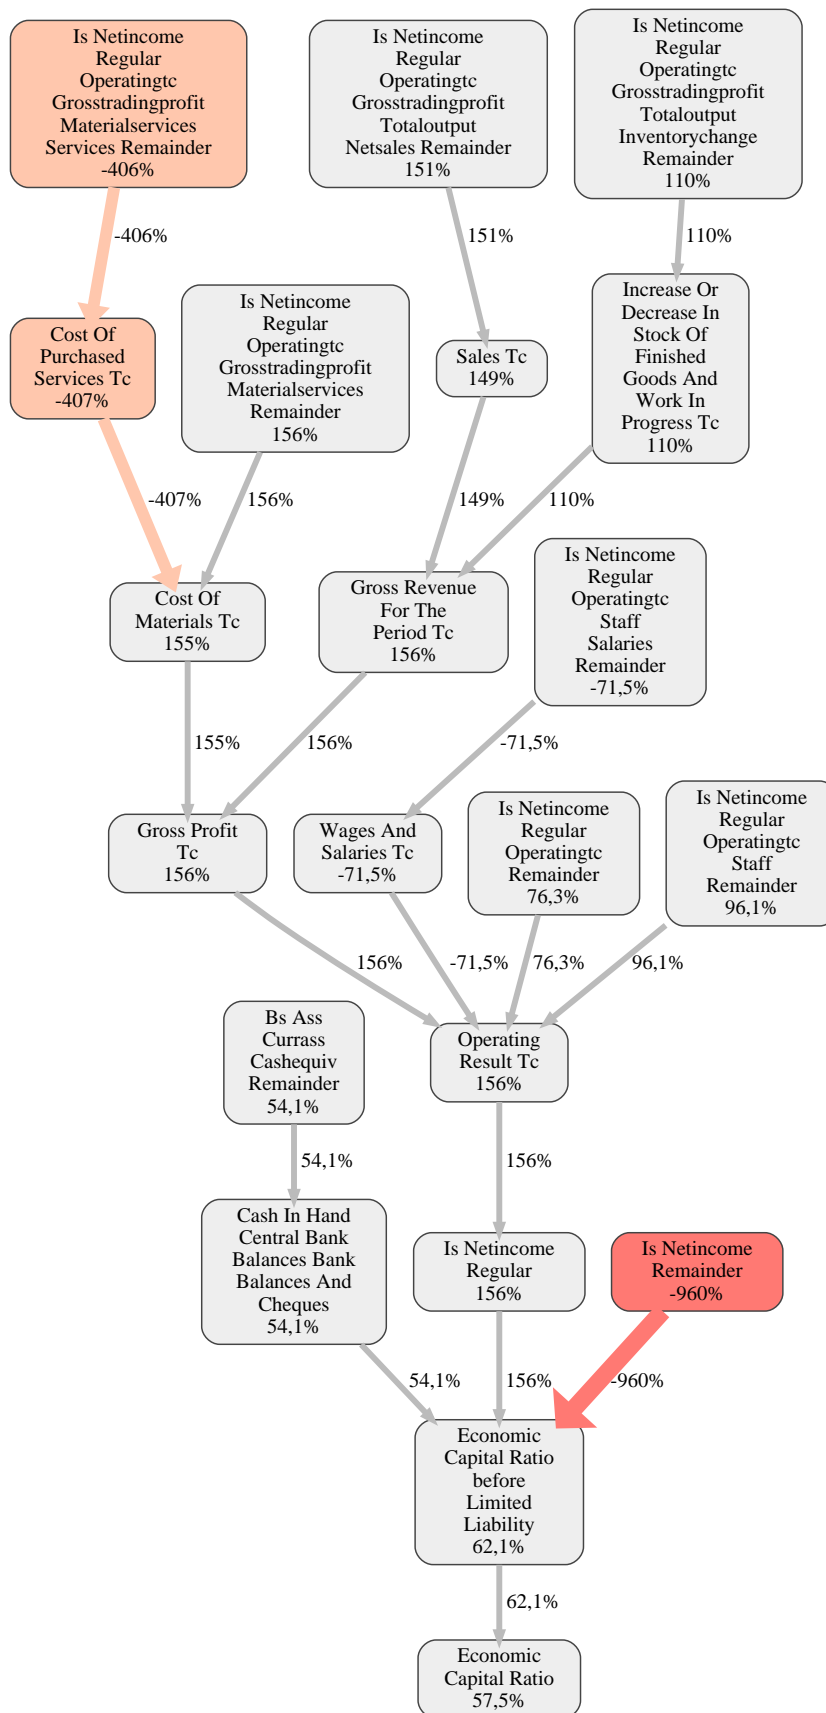 Is Netincome
Regular
Operatingtc
Grosstradingprofit
Materialservices
Services Remainder
-406%
Is Netincome
Regular
Operatingtc
Grosstradingprofit
Totaloutput
Netsales Remainder
151%
Is Netincome
Regular
Operatingtc
Grosstradingprofit
Totaloutput
Inventorychange
Remainder
110%
-406%
151%
110%
Cost Of
Purchased
Services Tc
-407%
Is Netincome
Regular
Operatingtc
Grosstradingprofit
Materialservices
Remainder
156%
Sales Tc
149%
Increase Or
Decrease In
Stock Of
Finished
Goods And
Work In
Progress Tc
110%
-407%
156%
149%
110%
Cost Of
Materials Tc
155%
Gross Revenue
For The
Period Tc
156%
Is Netincome
Regular
Operatingtc
Staff
Salaries
Remainder
-71,5%
155%
156%
-71,5%
Gross Profit
Tc
156%
Wages And
Salaries Tc
-71,5%
Is Netincome
Regular
Operatingtc
Remainder
76,3%
Is Netincome
Regular
Operatingtc
Staff
Remainder
96,1%
156%
-71,5%
76,3%
96,1%
Bs Ass
Currass
Cashequiv
Remainder
54,1%
Operating
Result Tc
156%
54,1%
156%
Cash In Hand
Central Bank
Balances Bank
Balances And
Cheques
54,1%
Is Netincome
Regular
156%
Is Netincome
Remainder
-960%
54,1%
156%
-960%
Economic
Capital Ratio
before
Limited
Liability
62,1%
62,1%
Economic
Capital Ratio
57,5%